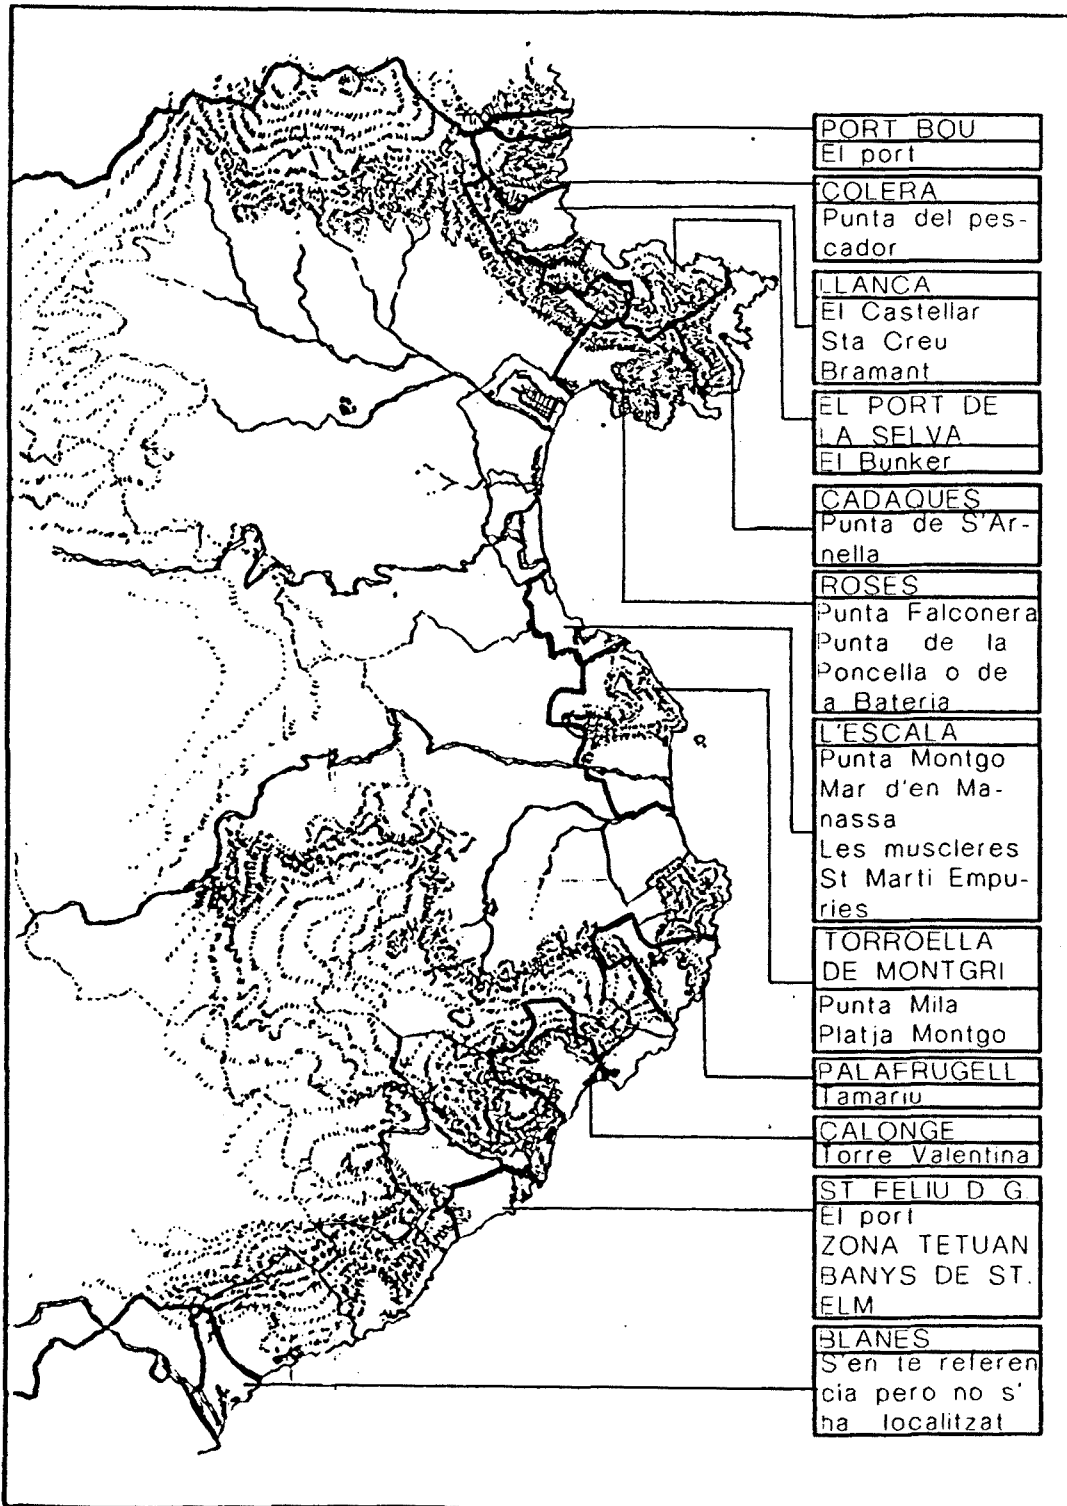 PORT BOU
El port
COLERA
Punta del pes-
cador
LLANCA
El Castellar
Sta Creu
Bramant
EL PORT DE
LA SELVA
El Bunker
CADAQUES
Punta de S'Ar-
nella
ROSES
Punta Falconera
Punta de la
Poncella o de
a Bateria
L'ESCALA
Punta Montgo
Mar d'en Ma-
nassa
Les muscleres
St Marti Empu-
ries
TORROELLA
DE MONTGRI
Punta Mila
Platja Montgo
PALAFRUGELL
Tamariu
CALONGE
Torre Valentina
ST FELIU D G.
El port
ZONA TETUAN
BANYS DE ST.
ELM
BLANES
S'en te referen
cia pero no s'
ha localitzat